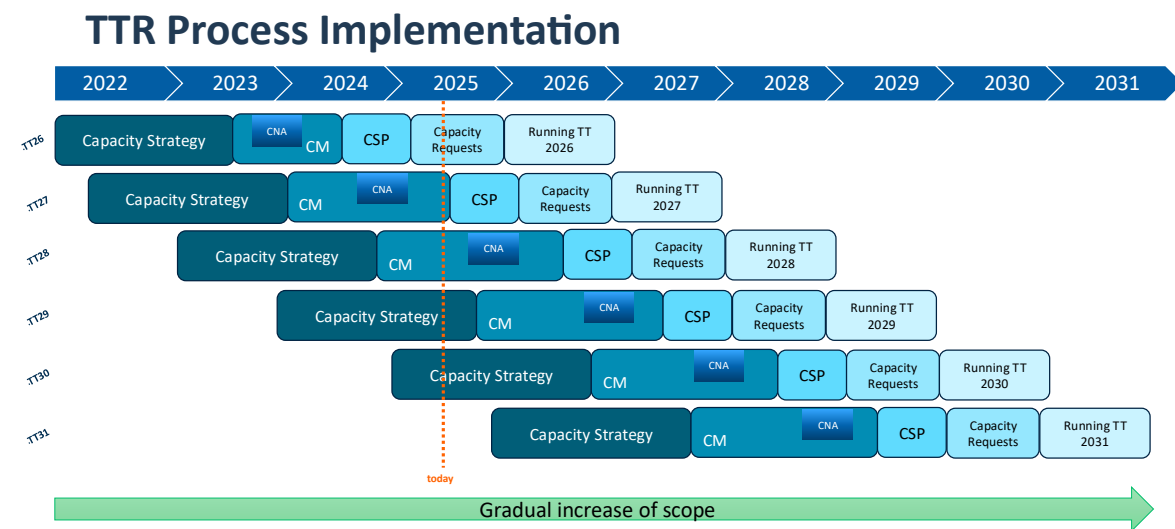 TTR Process Implementation
2022 2023 2024 2025 2026 2027 2028 2029 2030 2031
TT26
Capacity Strategy
CNA
CM
CSP
Capacity
Requests
Running TT
2026
TT27
Capacity Strategy
CM
CNA
CSP
Capacity
Requests
Running TT
2027
TT28
Capacity Strategy
CM
CNA
CSP
Capacity
Requests
Running TT
2028
TT29
Capacity Strategy
CM
CNA
CSP
Capacity
Requests
Running TT
2029
TT30
Capacity Strategy
CM
CNA
CSP
Capacity
Requests
Running TT
2030
TT31
Capacity Strategy
CM
CNA
CSP
Capacity
Requests
Running TT
2031
today
Gradual increase of scope